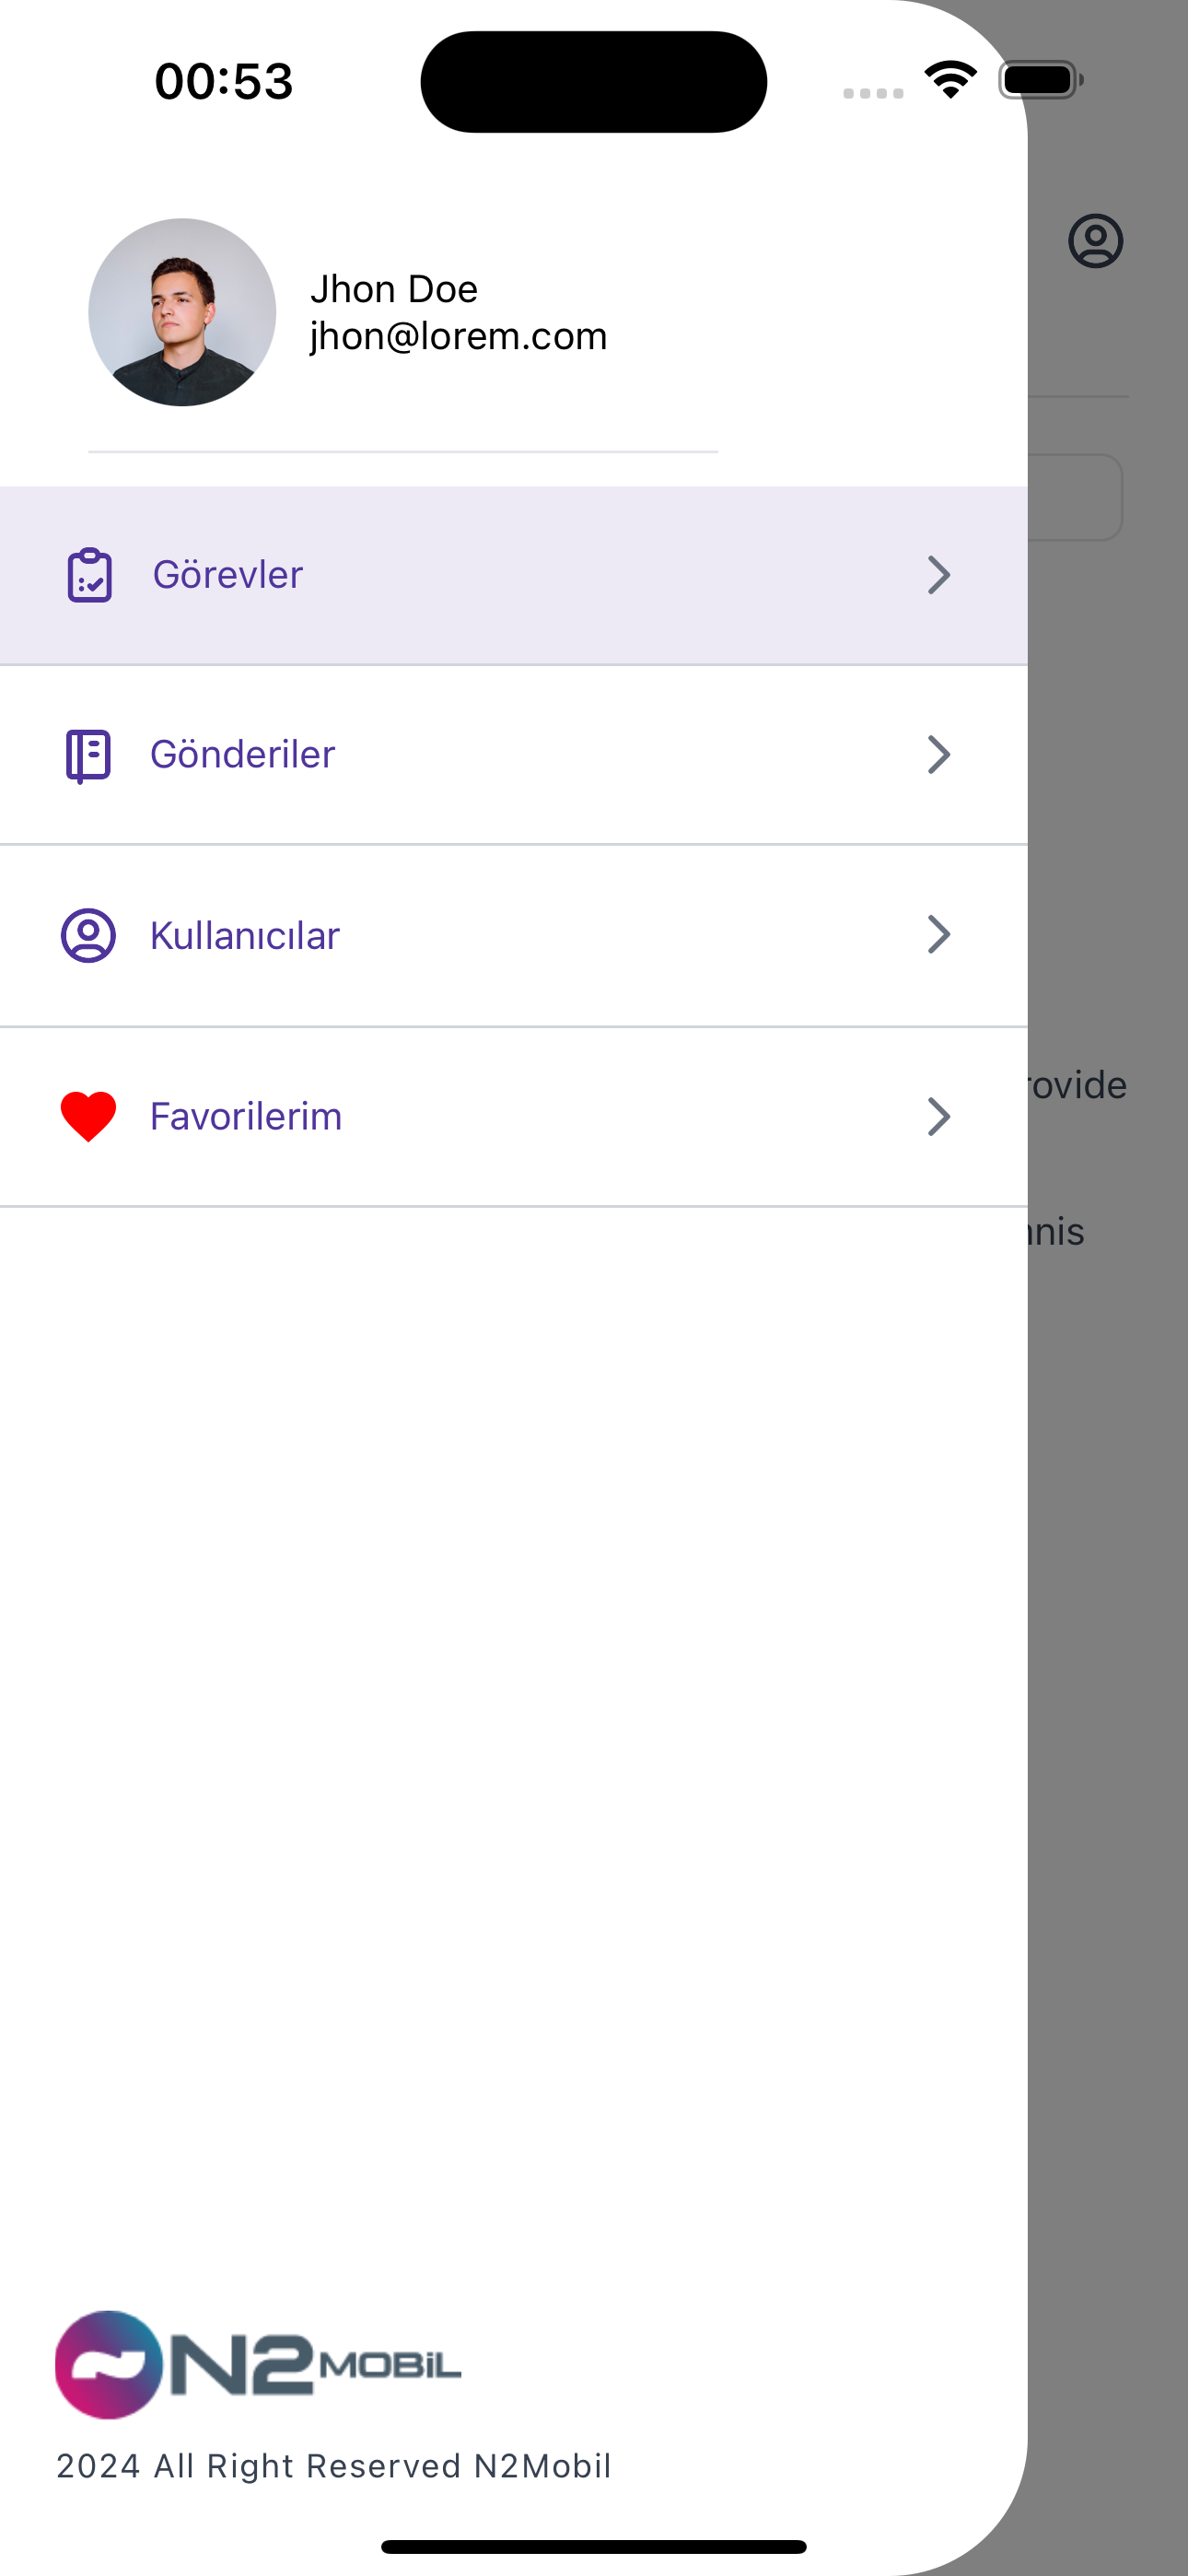 00:53
Jhon Doe
jhon@lorem.com
Görevler
Gönderiler
Kullanıcılar
Favorilerim
nis
N2 MOBiL
2024 All Right Reserved N2Mobil